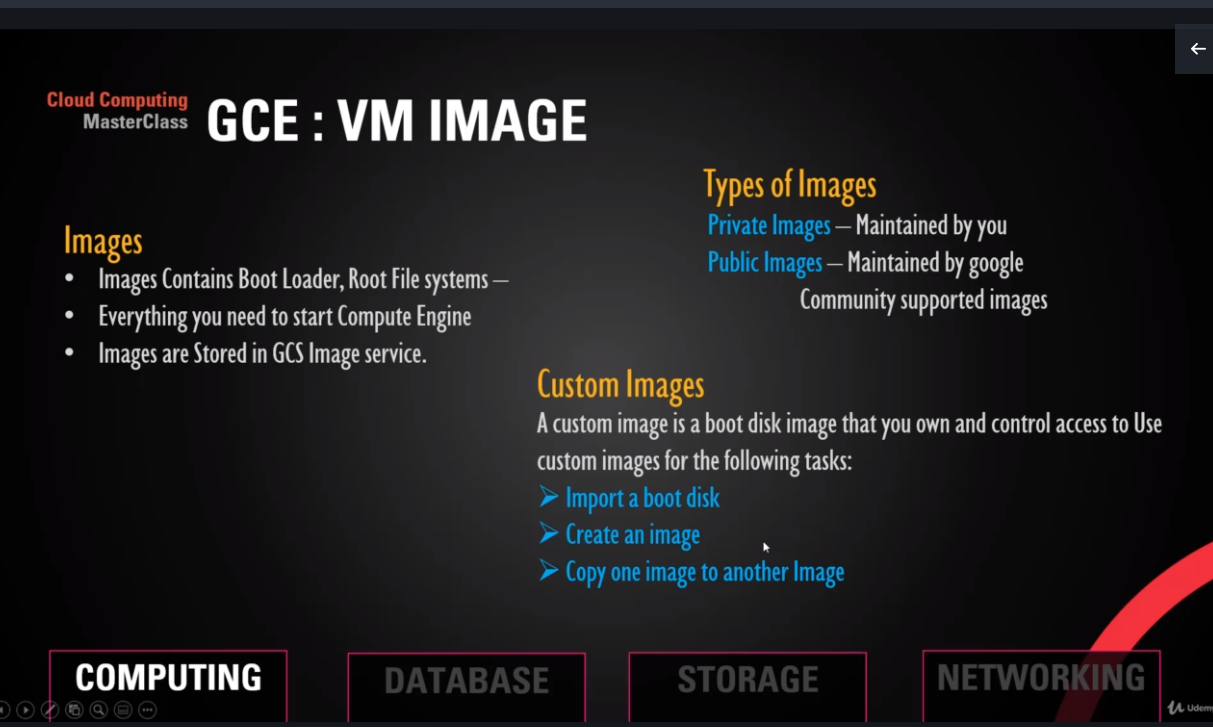 Cloud Computing
MasterClass
GCE : VM IMAGE
Images
• Images Contains Boot Loader, Root File systems –
• Everything you need to start Compute Engine
• Images are Stored in GCS Image service.
Types of Images
Private Images – Maintained by you
Public Images – Maintained by google
Community supported images
Custom Images
A custom image is a boot disk image that you own and control access to Use
custom images for the following tasks:
➢ Import a boot disk
➢ Create an image
➢ Copy one image to another Image
COMPUTING
DATABASE
STORAGE
NETWORKING